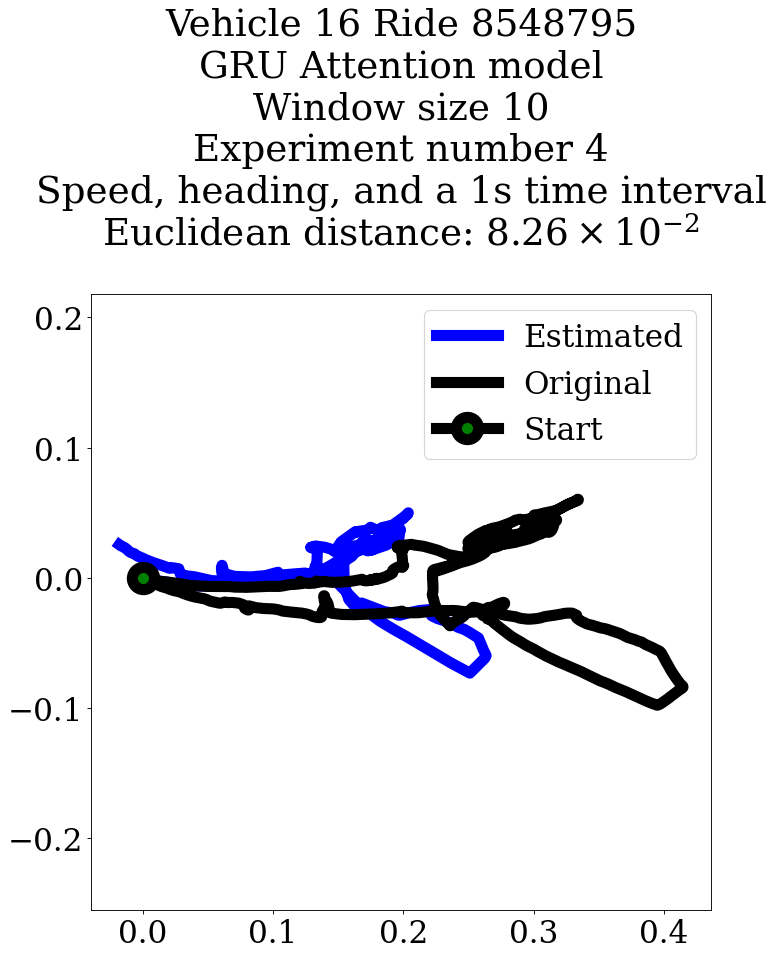 Vehicle 16 Ride 8548795
GRU Attention model
Window size 10
Experiment number 4
Speed, heading, and a 1s time interval
Euclidean distance: 8.26 × 10⁻²
0.2
0.1
0.0
−0.1
−0.2
Estimated
Original
Start
0.0 0.1 0.2 0.3 0.4